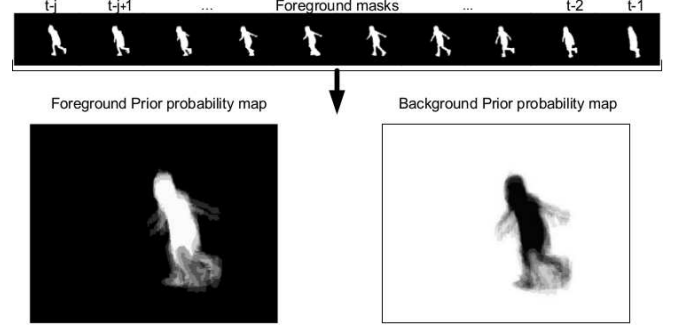 t-j t-j+1 ... Foreground masks ... t-2 t-1
Foreground Prior probability map Background Prior probability map